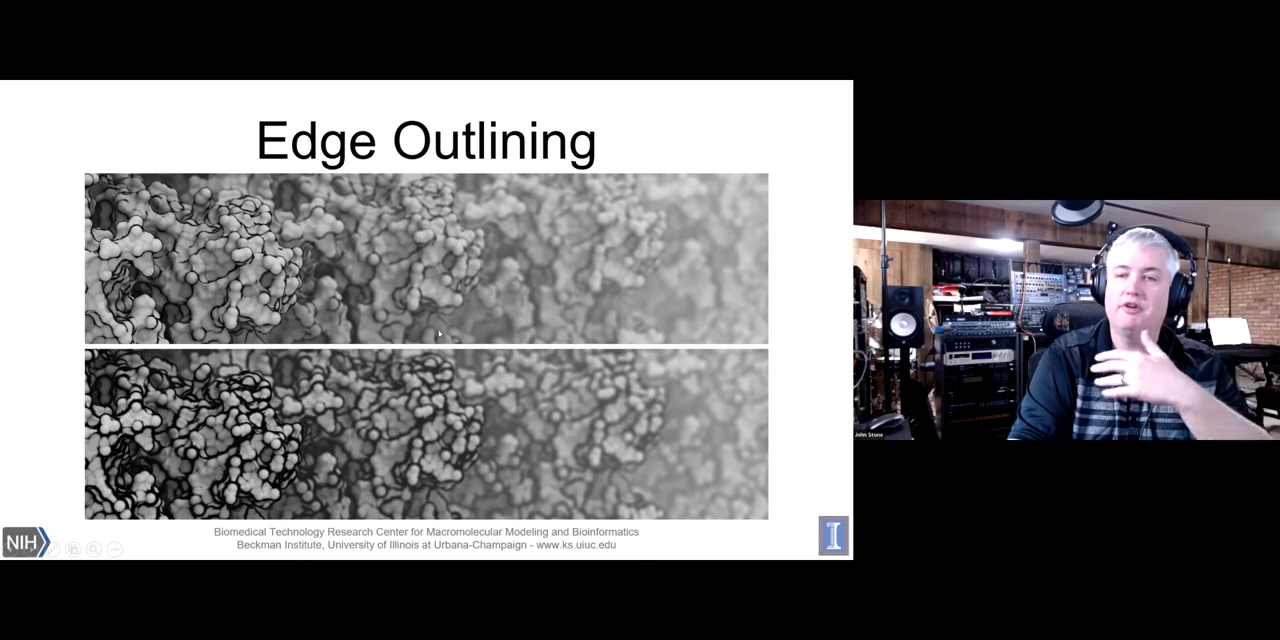 Edge Outlining
Biomedical Technology Research Center for Macromolecular Modeling and Bioinformatics
Beckman Institute, University of Illinois at Urbana-Champaign - www.ks.uiuc.edu
NIH
I
John Stone